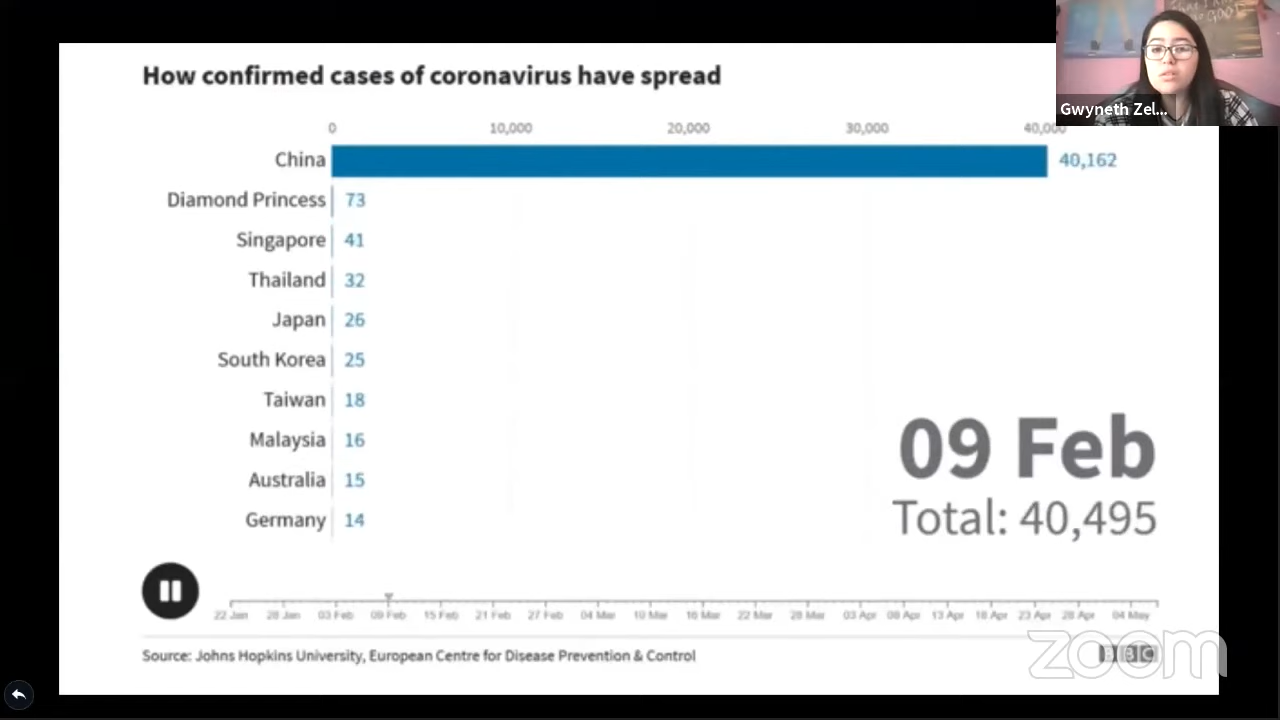 How confirmed cases of coronavirus have spread
Gwyneth Zel...
0 10,000 20,000 30,000 40,000
China 40,162
Diamond Princess 73
Singapore 41
Thailand 32
Japan 26
South Korea 25
Taiwan 18
Malaysia 16
Australia 15
Germany 14
09 Feb
Total: 40,495
22 Jan 28 Jan 03 Feb 09 Feb 15 Feb 21 Feb 27 Feb 04 Mar 10 Mar 16 Mar 22 Mar 28 Mar 03 Apr 08 Apr 13 Apr 18 Apr 23 Apr 28 Apr 04 May
Source: Johns Hopkins University, European Centre for Disease Prevention & Control
BBC
zoom